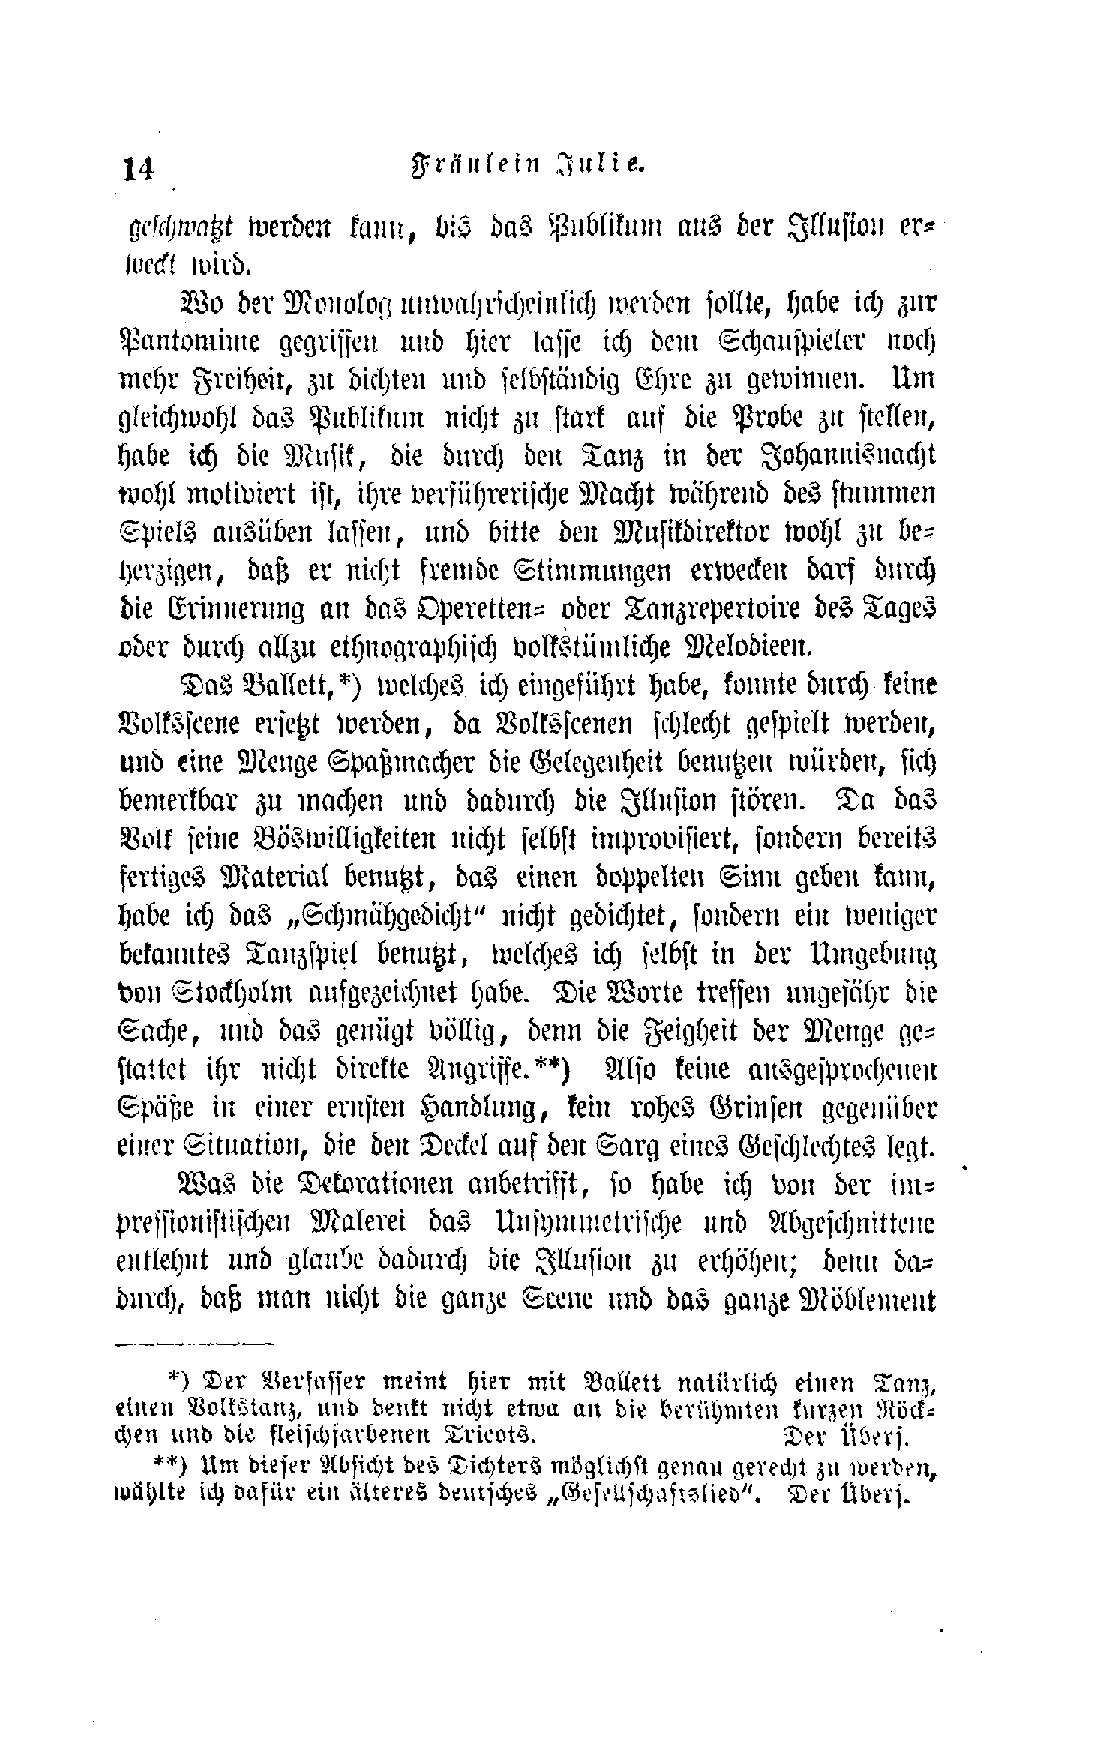 14 Fräulein Julie.
geschwatzt werden kann, bis das Publikum aus der Illusion er-
weckt wird.
Wo der Monolog unwahrscheinlich werden sollte, habe ich zur
Pantomime gegriffen und hier lasse ich dem Schauspieler noch
mehr Freiheit, zu dichten und selbständig Ehre zu gewinnen. Um
gleichwohl das Publikum nicht zu stark auf die Probe zu stellen,
habe ich die Musik, die durch den Tanz in der Johannisnacht
wohl motiviert ist, ihre verführerische Macht während des stummen
Spiels ausüben lassen, und bitte den Musikdirektor wohl zu be-
herzigen, daß er nicht fremde Stimmungen erwecken darf durch
die Erinnerung an das Operetten- oder Tanzrepertoire des Tages
oder durch allzu ethnographisch volkstümliche Melodieen.
Das Ballett,*) welches ich eingeführt habe, konnte durch keine
Volksscene ersetzt werden, da Volksscenen schlecht gespielt werden,
und eine Menge Spaßmacher die Gelegenheit benutzen würden, sich
bemerkbar zu machen und dadurch die Illusion stören. Da das
Volk seine Böswilligkeiten nicht selbst improvisiert, sondern bereits
fertiges Material benutzt, das einen doppelten Sinn geben kann,
habe ich das „Schmähgedicht“ nicht gedichtet, sondern ein weniger
bekanntes Tanzspiel benutzt, welches ich selbst in der Umgebung
von Stockholm aufgezeichnet habe. Die Worte treffen ungefähr die
Sache, und das genügt völlig, denn die Feigheit der Menge ge-
stattet ihr nicht direkte Angriffe.**) Also keine ausgesprochenen
Späße in einer ernsten Handlung, kein rohes Grinsen gegenüber
einer Situation, die den Deckel auf den Sarg eines Geschlechtes legt.
Was die Dekorationen anbetrifft, so habe ich von der im-
pressionistischen Malerei das Unsymmetrische und Abgeschnittene
entlehnt und glaube dadurch die Illusion zu erhöhen; denn da-
durch, daß man nicht die ganze Scene und das ganze Möblement
*) Der Verfasser meint hier mit Ballett natürlich einen Tanz,
einen Volkstanz, und denkt nicht etwa an die berühmten kurzen Röck-
chen und die fleischfarbenen Tricots. Der Übers.
**) Um dieser Absicht des Dichters möglichst genau gerecht zu werden,
wählte ich dafür ein älteres deutsches „Gesellschaftslied“. Der Übers.